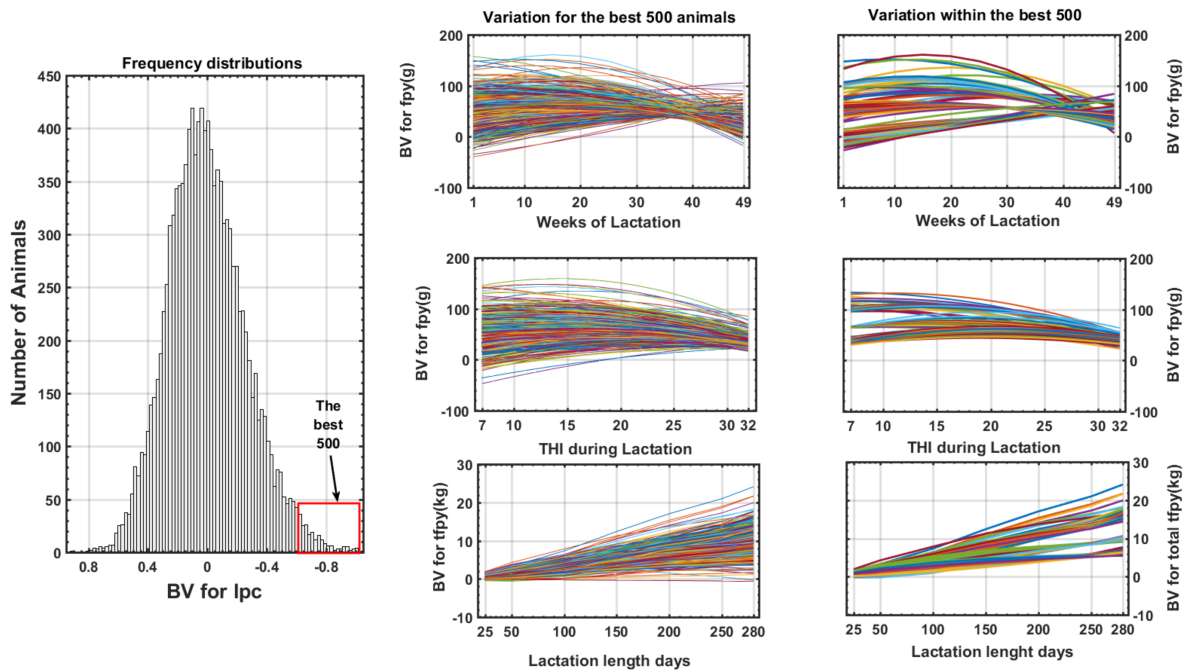 Frequency distributions
450
400
350
300
250
200
150
100
50
0
Number of Animals
0.8 0.4 0 -0.4 -0.8
BV for lpc
The
best
500
Variation for the best 500 animals
200
100
0
-100
BV for fpy(g)
1 10 20 30 40 49
Weeks of Lactation
Variation within the best 500
200
100
0
-100
BV for fpy(g)
1 10 20 30 40 49
Weeks of Lactation
200
100
0
-100
BV for fpy(g)
7 10 15 20 25 30 32
THI during Lactation
200
100
0
-100
BV for fpy(g)
7 10 15 20 25 30 32
THI during Lactation
30
20
10
0
-10
BV for tfpy(kg)
25 50 100 150 200 250 280
Lactation length days
30
20
10
0
-10
BV for total tfpy(kg)
25 50 100 150 200 250 280
Lactation lenght days